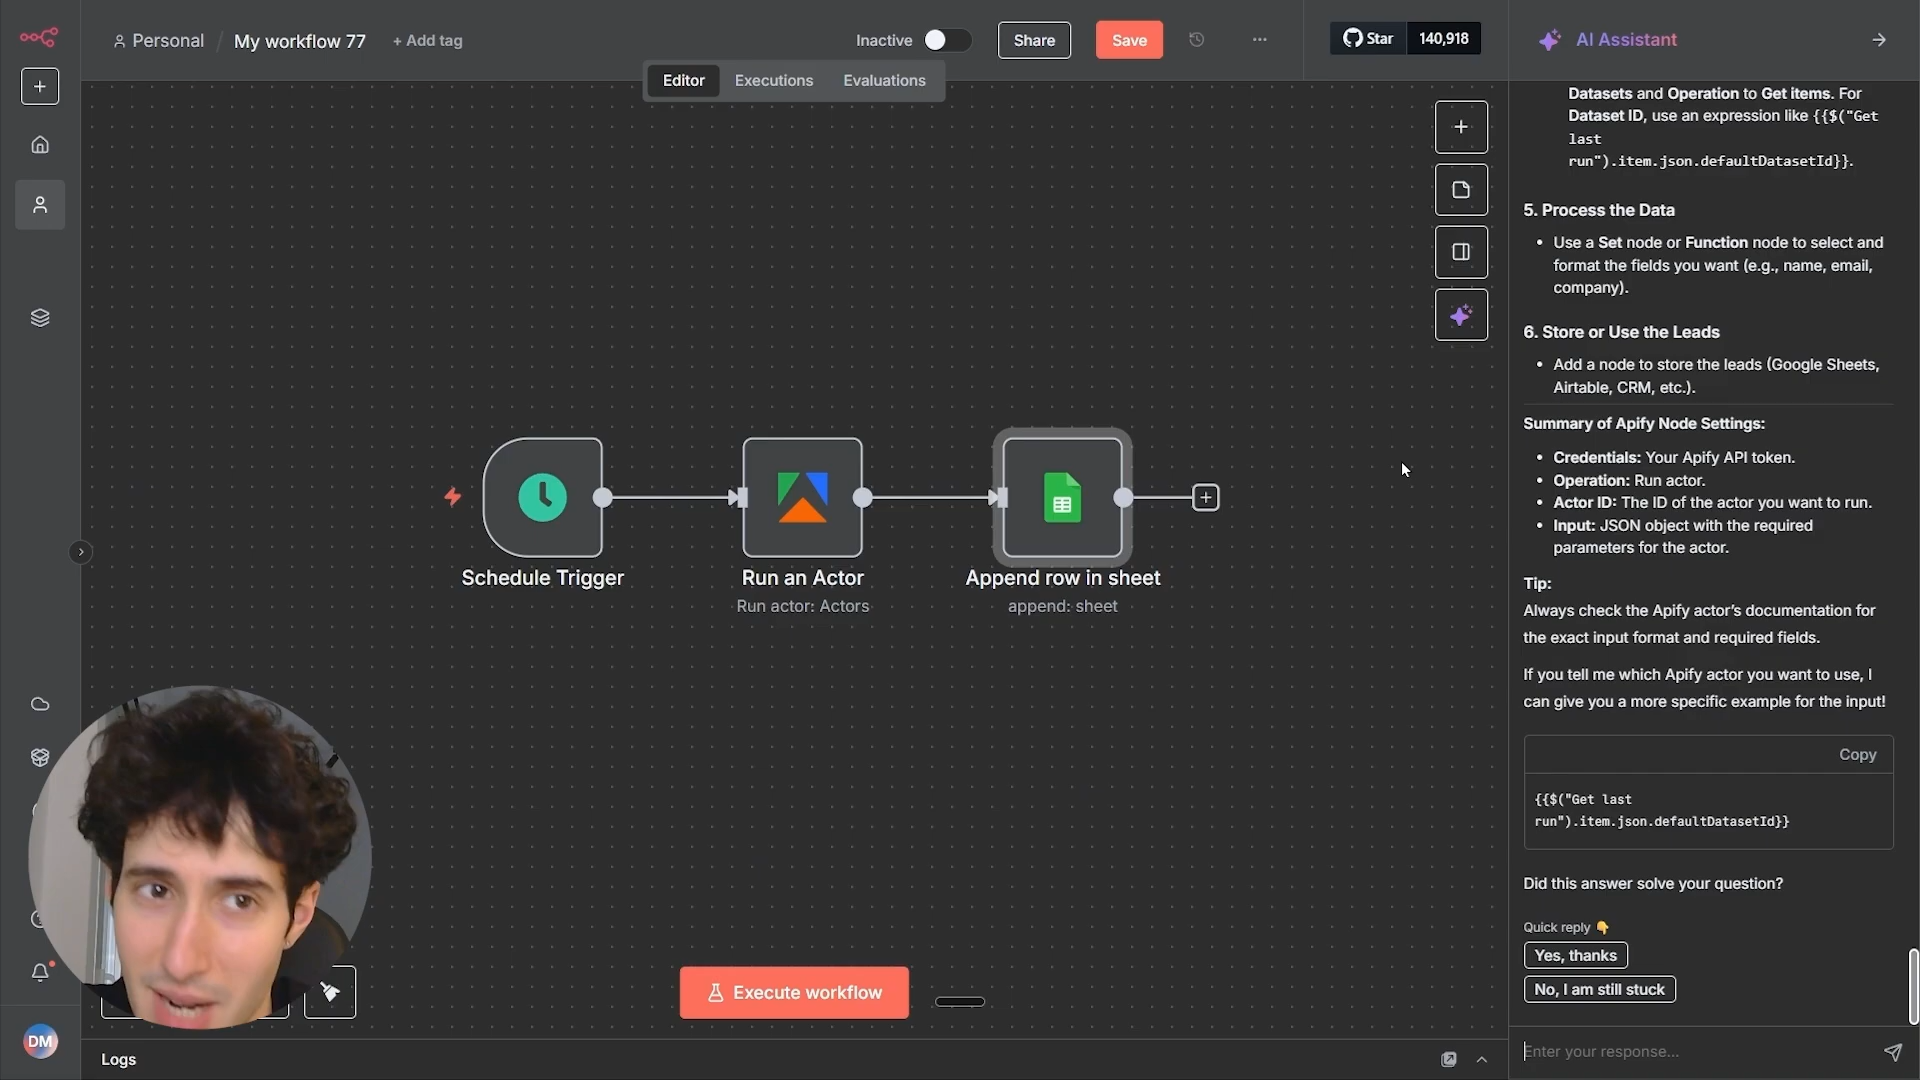 Personal / My workflow 77 + Add tag
Inactive
Share
Save
Star 140,918
AI Assistant
Editor Executions Evaluations
Datasets and Operation to Get items. For
Dataset ID, use an expression like {{$("Get
last
run").item.json.defaultDatasetId}}.
5. Process the Data
• Use a Set node or Function node to select and
format the fields you want (e.g., name, email,
company).
6. Store or Use the Leads
• Add a node to store the leads (Google Sheets,
Airtable, CRM, etc.).
Summary of Apify Node Settings:
• Credentials: Your Apify API token.
• Operation: Run actor.
• Actor ID: The ID of the actor you want to run.
• Input: JSON object with the required
parameters for the actor.
Tip:
Always check the Apify actor’s documentation for
the exact input format and required fields.
If you tell me which Apify actor you want to use, I
can give you a more specific example for the input!
Copy
{{$("Get last
run").item.json.defaultDatasetId}}
Did this answer solve your question?
Quick reply 👇
Yes, thanks
No, I am still stuck
Enter your response...
Schedule Trigger
Run an Actor
Run actor: Actors
Append row in sheet
append: sheet
Execute workflow
DM
Logs